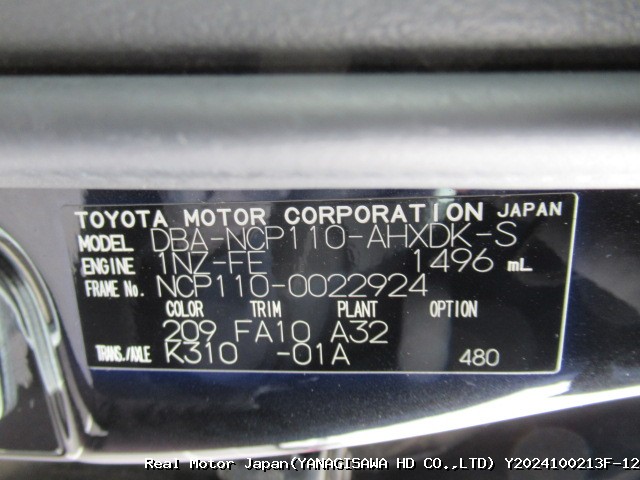 TOYOTA MOTOR CORPORATION JAPAN
MODEL DBA-NCP110-AHXDK-S
ENGINE 1NZ-FE 1496 mL
FRAME No. NCP110-0022924
COLOR TRIM PLANT OPTION
209 FA10 A32
TRANS./AXLE K310 -01A 480
Real Motor Japan(YANAGISAWA HD CO.,LTD) Y2024100213F-12